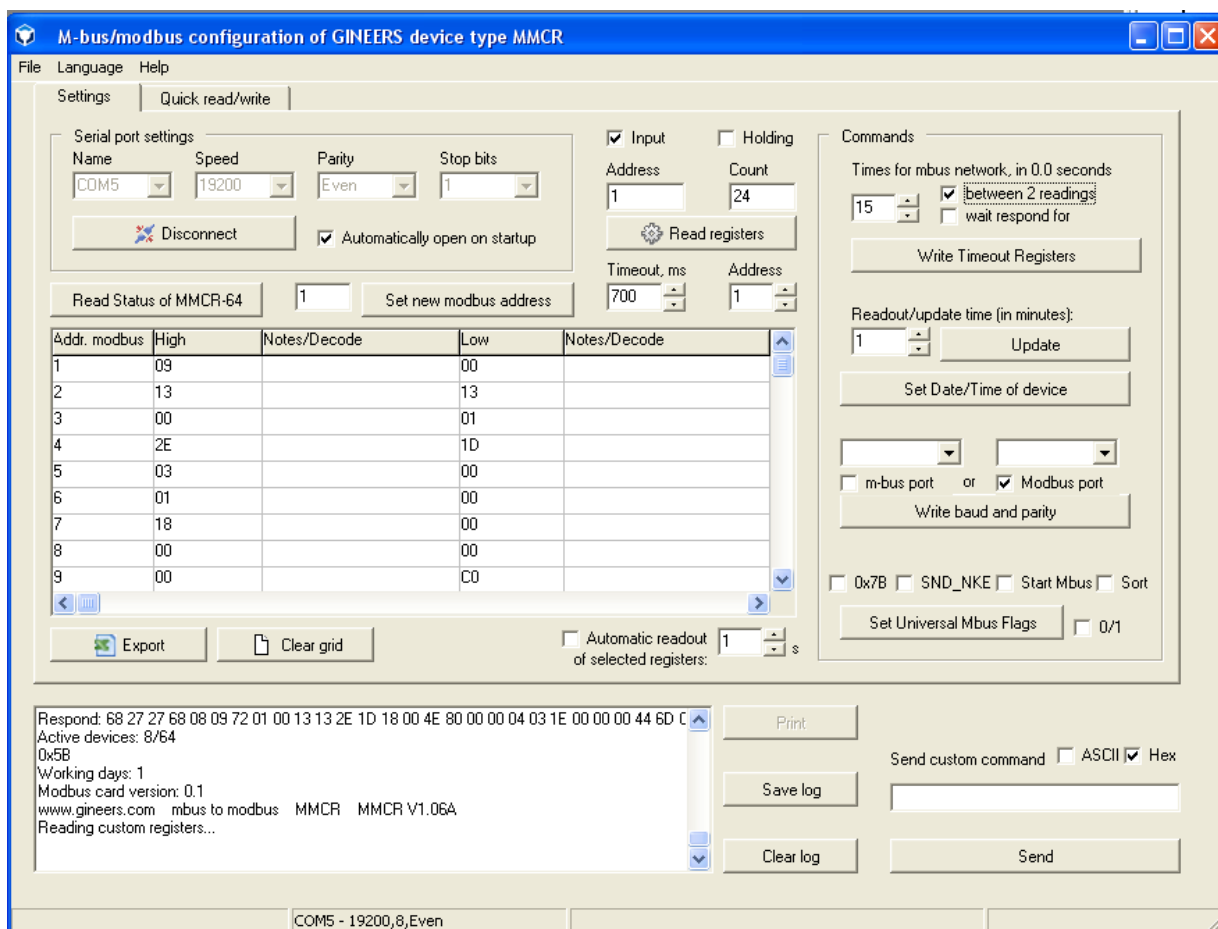 M-bus/modbus configuration of GINEERS device type MMCR
File Language Help
Settings Quick read/write
Serial port settings
Name Speed Parity Stop bits
COM5 19200 Even 1
Disconnect Automatically open on startup
Input Holding
Address Count
1 24
Read registers
Timeout, ms Address
700 1
Read Status of MMCR-64 1 Set new modbus address
Addr. modbus High Notes/Decode Low Notes/Decode
1 09 00
2 13 13
3 00 01
4 2E 1D
5 03 00
6 01 00
7 18 00
8 00 00
9 00 C0
Export Clear grid
Automatic readout
of selected registers: 1 s
Commands
Times for mbus network, in 0.0 seconds
15 between 2 readings
wait respond for
Write Timeout Registers
Readout/update time (in minutes):
1 Update
Set Date/Time of device
m-bus port or Modbus port
Write baud and parity
0x7B SND_NKE Start Mbus Sort
Set Universal Mbus Flags 0/1
Respond: 68 27 27 68 08 09 72 01 00 13 13 2E 1D 18 00 4E 80 00 00 04 03 1E 00 00 00 44 6D
Active devices: 8/64
0x5B
Working days: 1
Modbus card version: 0.1
www.gineers.com mbus to modbus MMCR MMCR V1.06A
Reading custom registers...
Print
Save log
Clear log
Send custom command ASCII Hex
Send
COM5 - 19200,8,Even